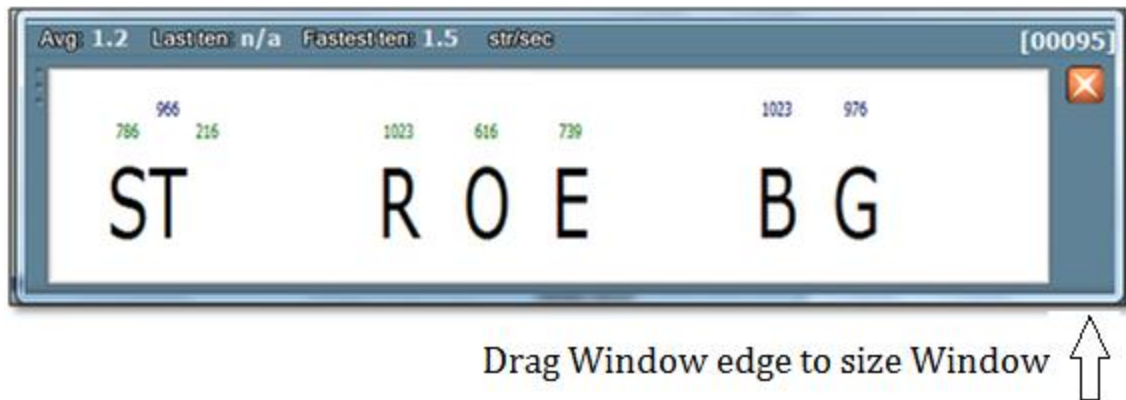 Avg: 1.2 Last ten: n/a Fastest ten: 1.5 str/sec [00095]
966 1023 976
786 216 1023 616 739
ST R O E B G
Drag Window edge to size Window